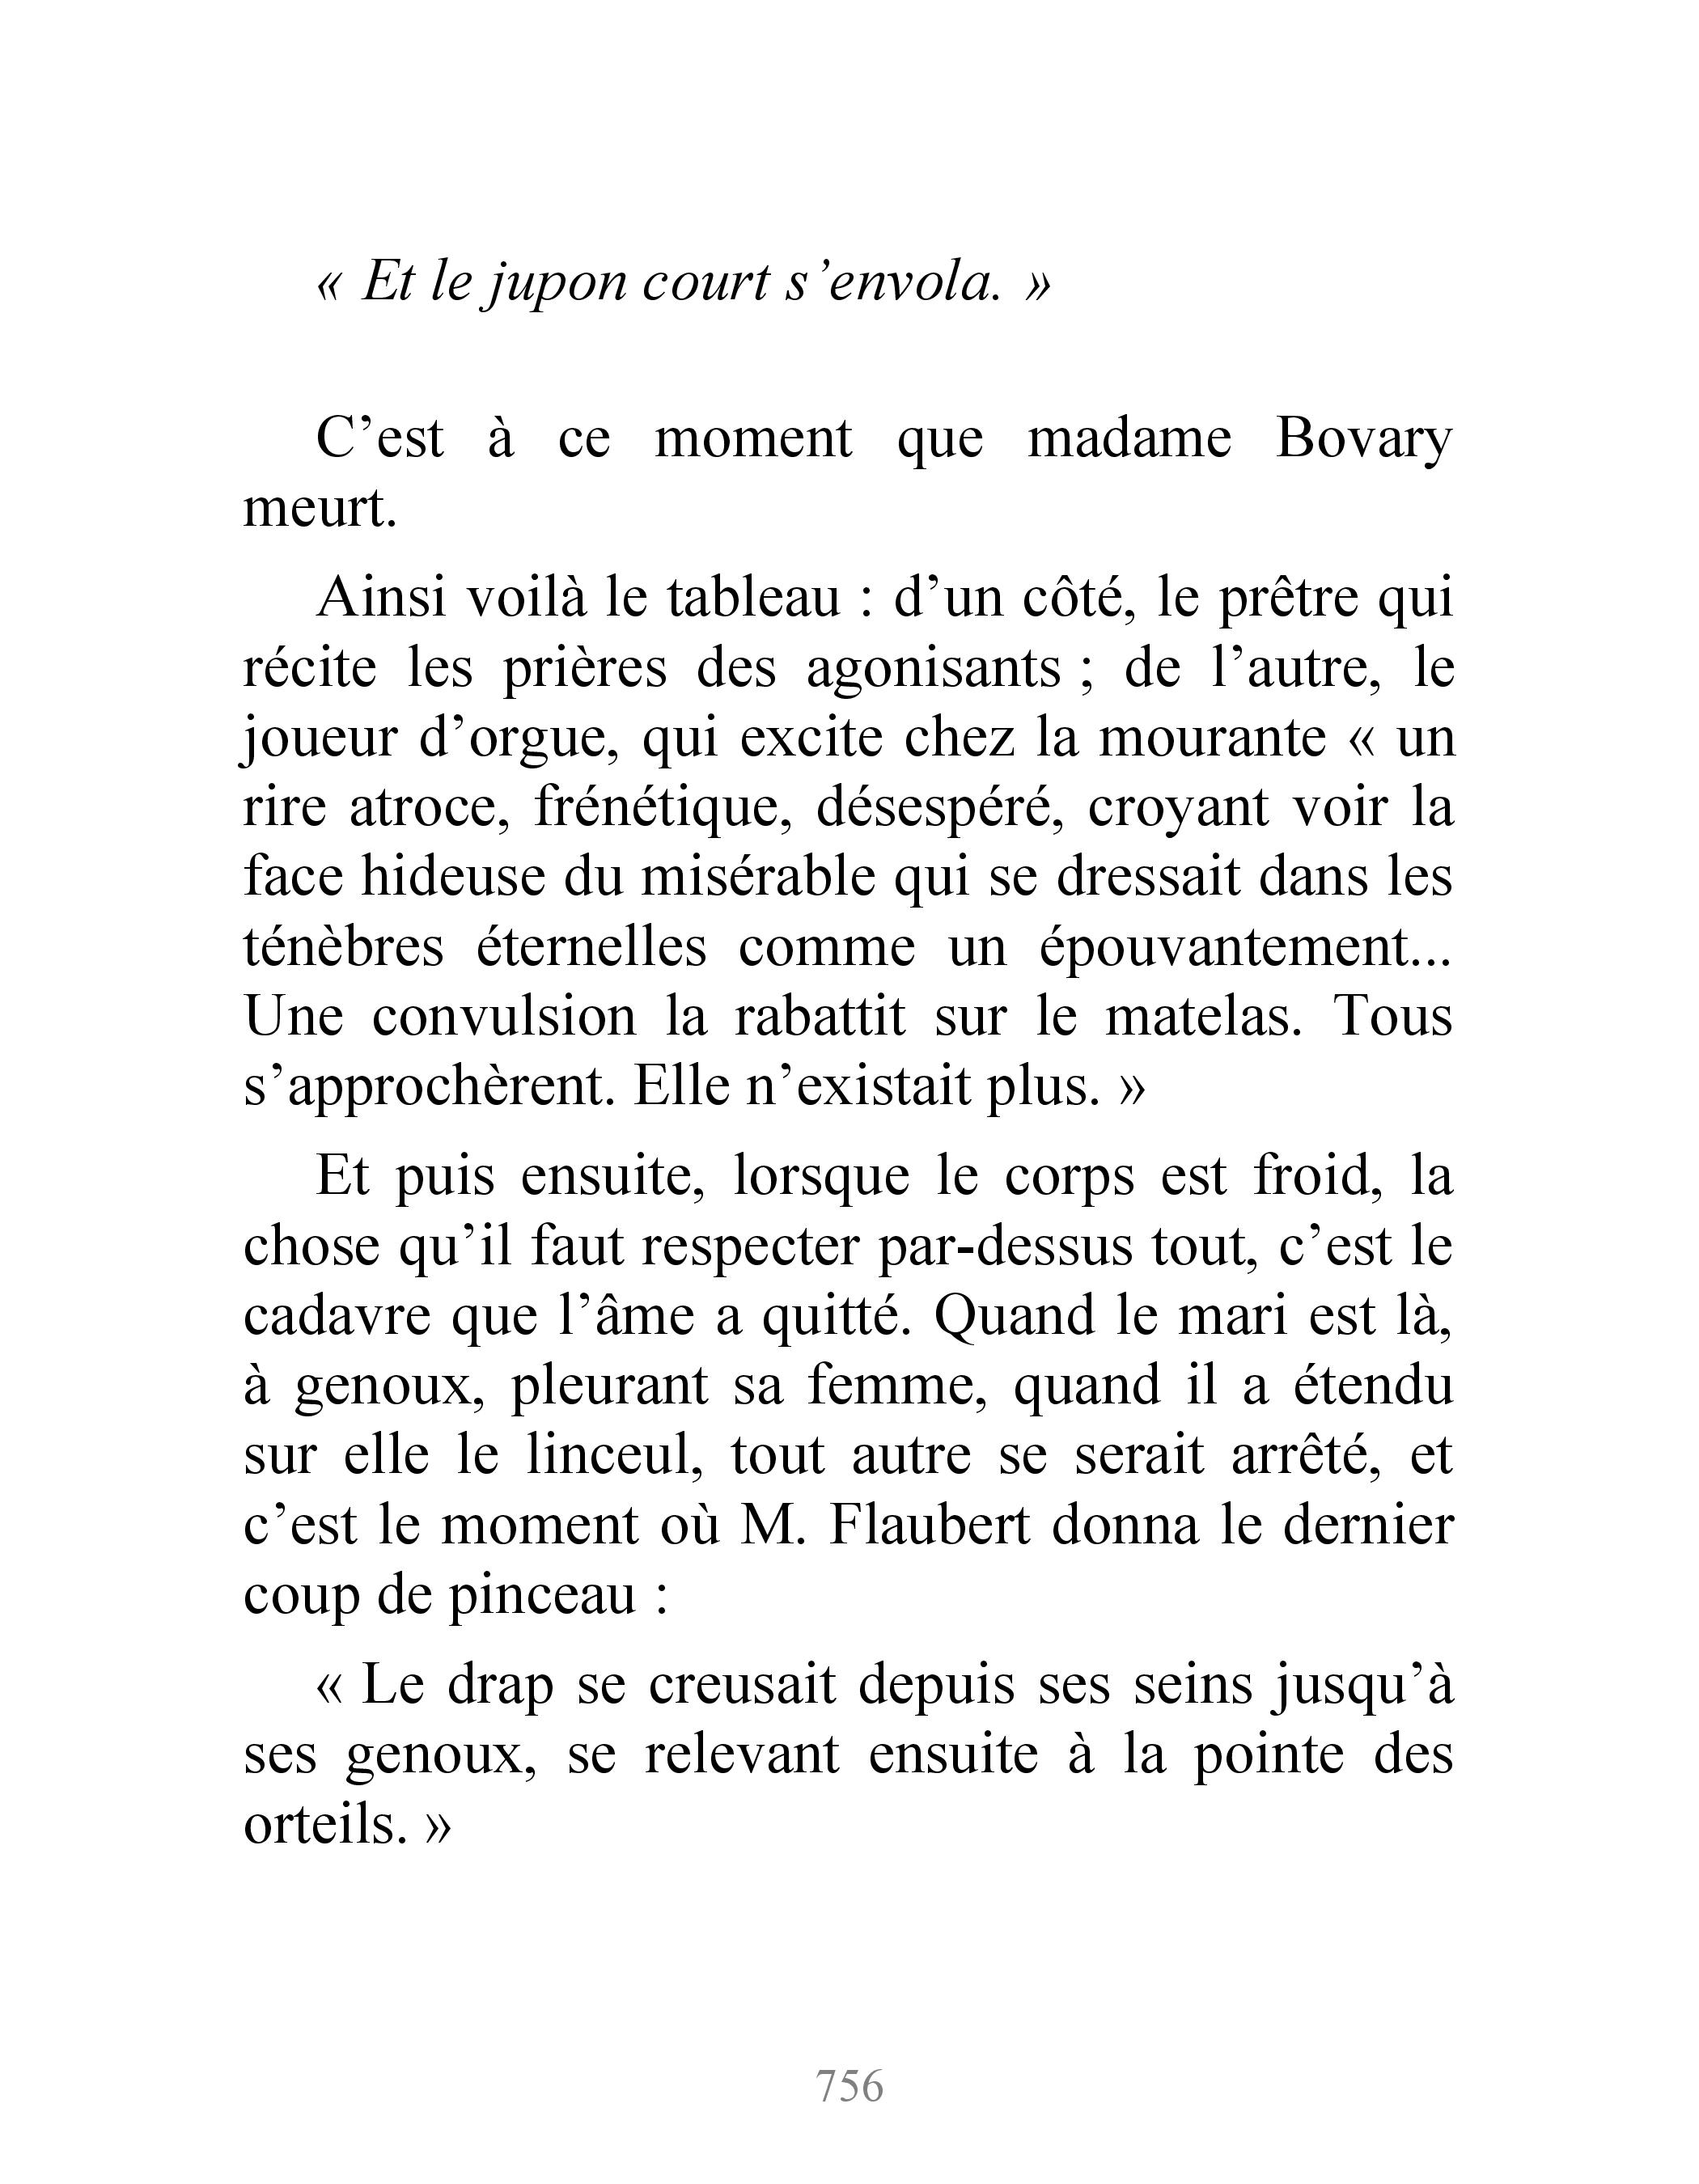 « Et le jupon court s’envola. »
C’est à ce moment que madame Bovary
meurt.
Ainsi voilà le tableau : d’un côté, le prêtre qui
récite les prières des agonisants ; de l’autre, le
joueur d’orgue, qui excite chez la mourante « un
rire atroce, frénétique, désespéré, croyant voir la
face hideuse du misérable qui se dressait dans les
ténèbres éternelles comme un épouvantement...
Une convulsion la rabattit sur le matelas. Tous
s’approchèrent. Elle n’existait plus. »
Et puis ensuite, lorsque le corps est froid, la
chose qu’il faut respecter par-dessus tout, c’est le
cadavre que l’âme a quitté. Quand le mari est là,
à genoux, pleurant sa femme, quand il a étendu
sur elle le linceul, tout autre se serait arrêté, et
c’est le moment où M. Flaubert donna le dernier
coup de pinceau :
« Le drap se creusait depuis ses seins jusqu’à
ses genoux, se relevant ensuite à la pointe des
orteils. »
756